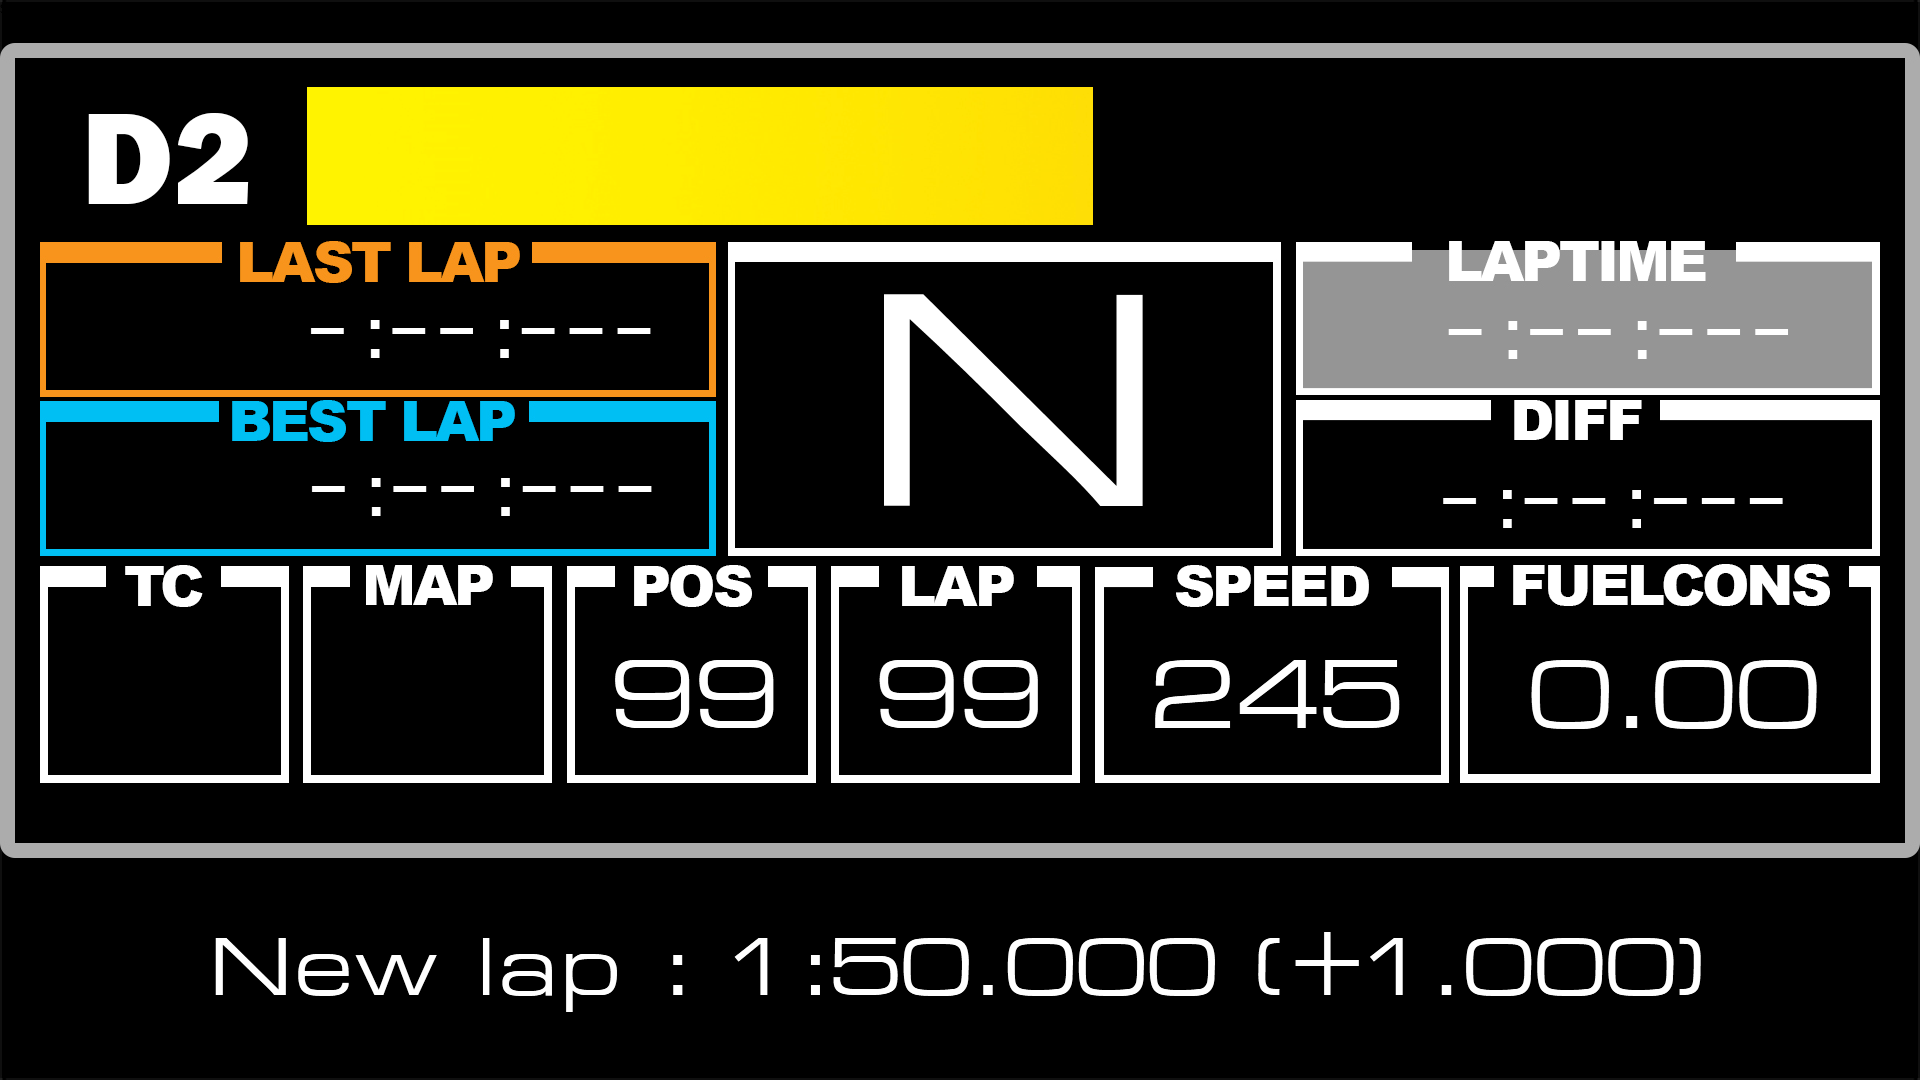 D2
LAST LAP
- :-- :---
BEST LAP
- :-- :---
N
LAPTIME
- :-- :---
DIFF
- :-- :---
TC
MAP
POS
99
LAP
99
SPEED
245
FUELCONS
0.00
New lap : 1:50.000 (+1.000)